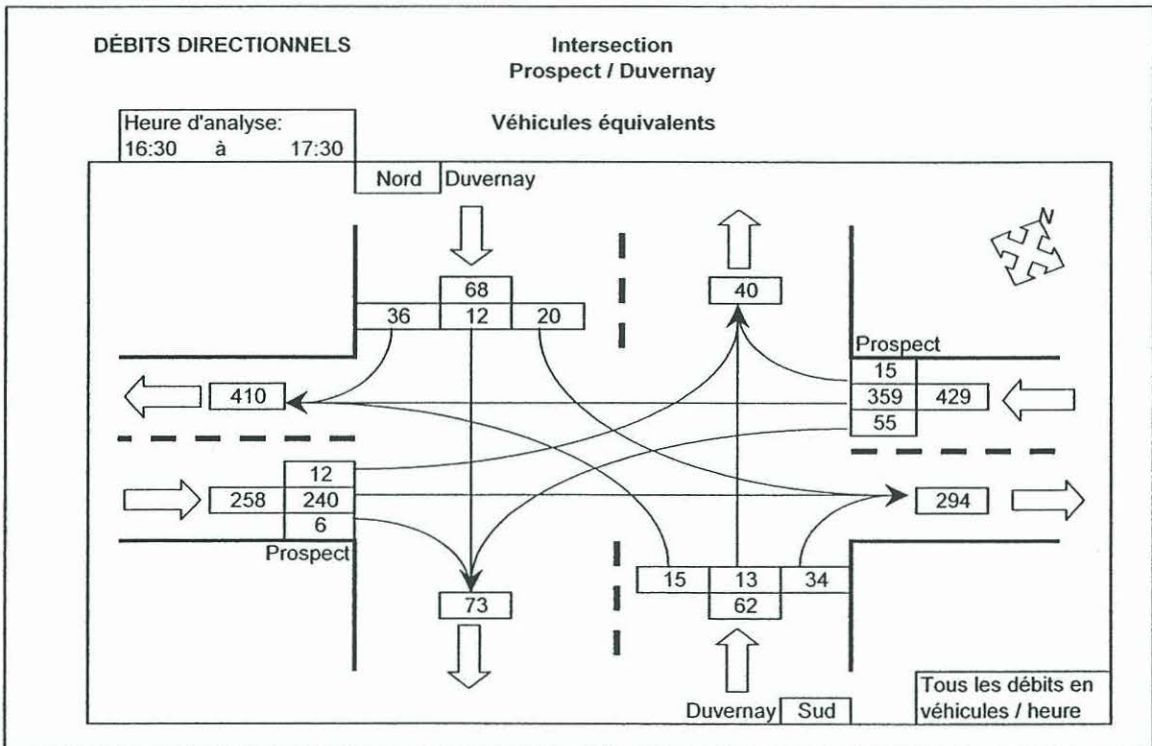 DÉBITS DIRECTIONNELS
Intersection
Prospect / Duvernay
Heure d'analyse:
16:30 à 17:30
Véhicules équivalents
Nord Duvernay
N
68
40
36 12 20
Prospect
15
410
359 429
55
12
258 240
294
6
Prospect
15 13 34
73
62
Duvernay Sud
Tous les débits en
véhicules / heure